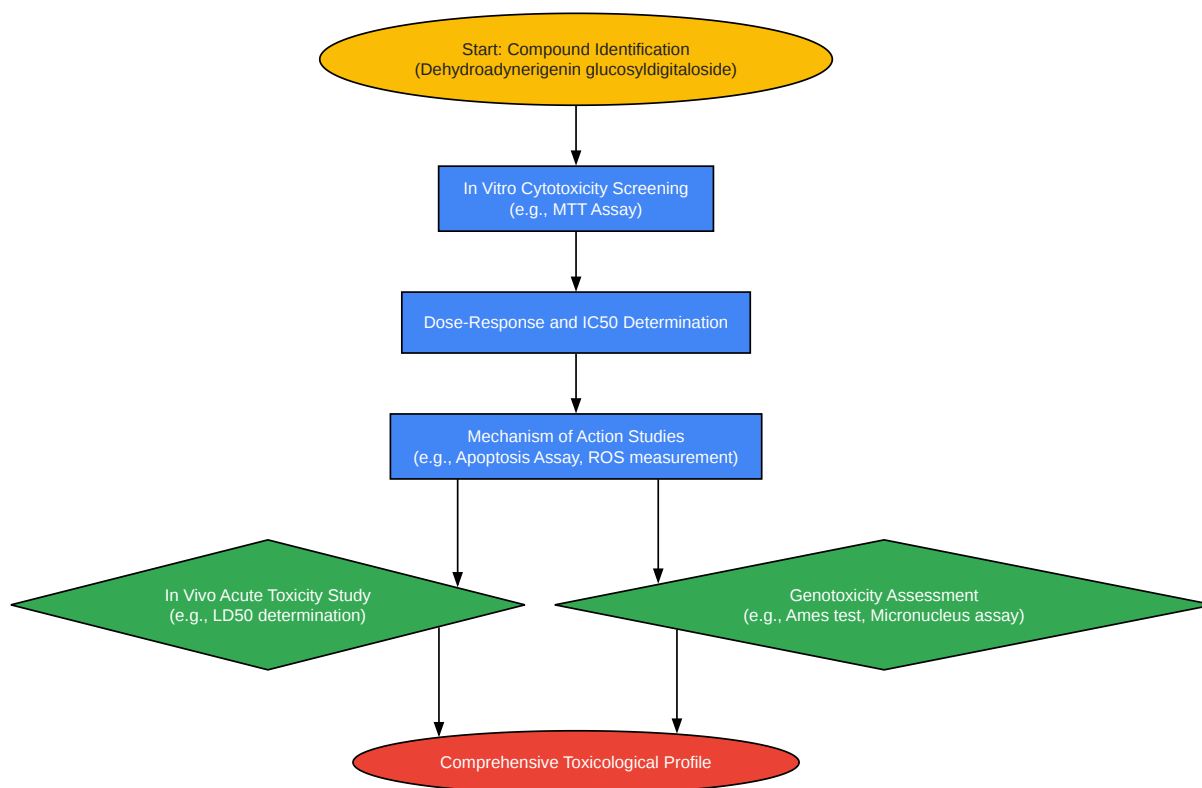 Start: Compound Identification
(Dehydroadynerigenin glucosyldigitaloside)
In Vitro Cytotoxicity Screening
(e.g., MTT Assay)
Dose-Response and IC50 Determination
Mechanism of Action Studies
(e.g., Apoptosis Assay, ROS measurement)
In Vivo Acute Toxicity Study
(e.g., LD50 determination)
Genotoxicity Assessment
(e.g., Ames test, Micronucleus assay)
Comprehensive Toxicological Profile